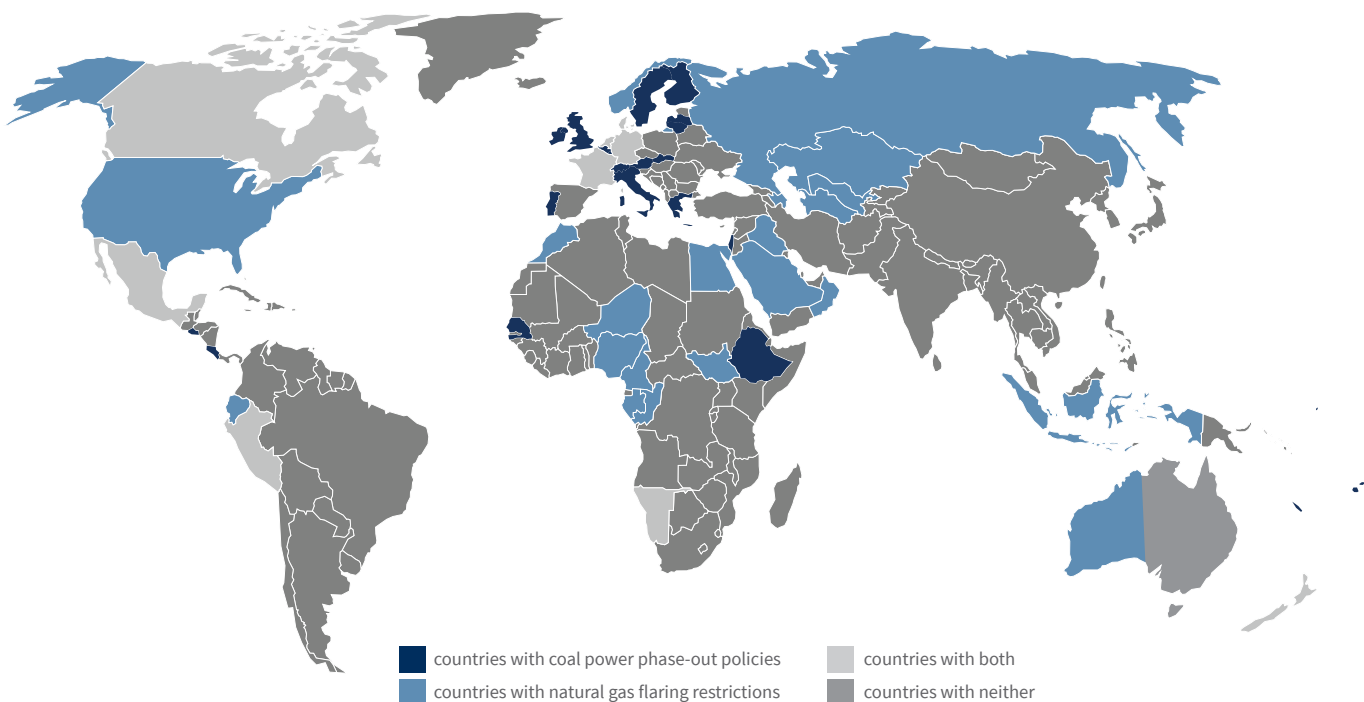 countries with coal power phase-out policies
countries with natural gas flaring restrictions
countries with both
countries with neither